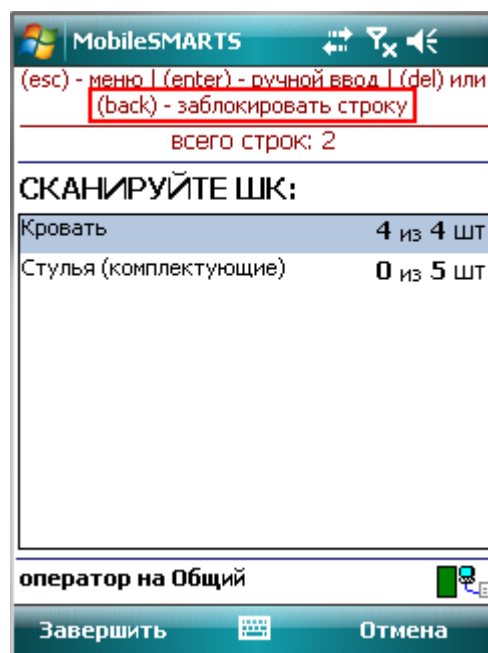 MobileSMARTS
(esc) - меню | (enter) - ручной ввод | (del) или
(back) - заблокировать строку
всего строк: 2
СКАНИРУЙТЕ ШК:
Кровать 4 из 4 шт
Стулья (комплектующие) 0 из 5 шт
оператор на Общий
Завершить Отмена